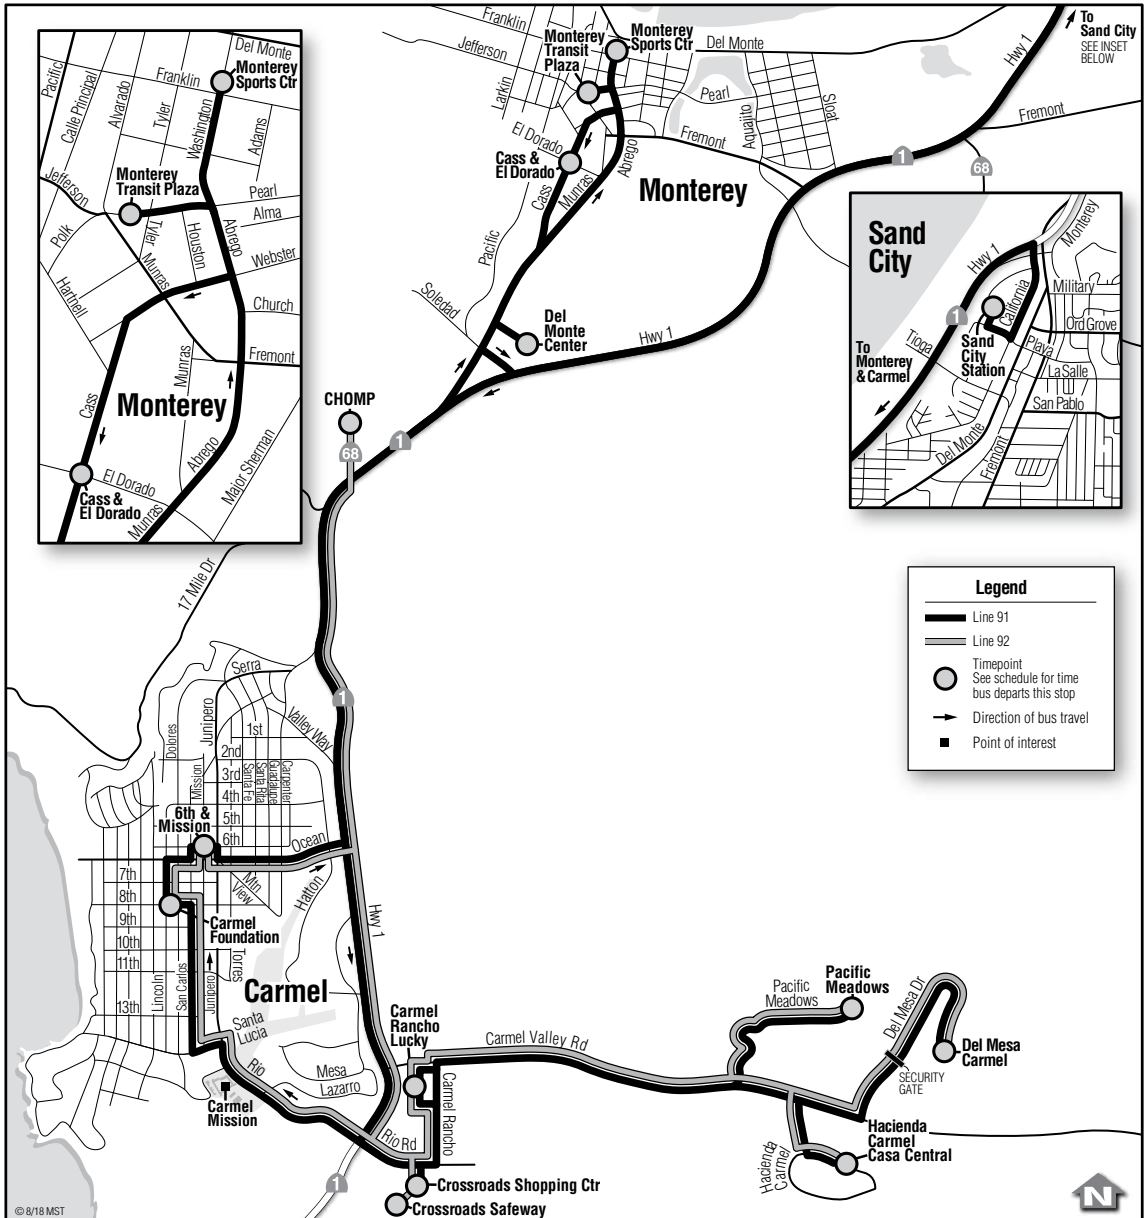 Pacific
Calle Principal
Alvarado
Tyler
Franklin
Washington
Del Monte
Monterey
Sports Ctr
Adams
Jefferson
Monterey
Transit Plaza
Pearl
Alma
Polk
Tyler
Houston
Abrego
Webster
Munras
Hartnell
Church
Munras
Fremont
Cass
Monterey
Abrego
Major Sherman
El Dorado
Cass &
El Dorado
Munras
Franklin
Jefferson
Larkin
Monterey
Transit
Plaza
Monterey
Sports Ctr
Del Monte
Pearl
Aquajito
Sloat
El Dorado
Fremont
Cass &
El Dorado
Cass
Munras
Abrego
Monterey
Pacific
Soledad
Del
Monte
Center
Hwy 1
Hwy 1
To
Sand City
SEE INSET
BELOW
Fremont
1
68
Sand
City
Hwy 1
Monterey
California
Military
Ord Grove
1
Tioga
Sand
City
Station
Playa
La Salle
San Pablo
To
Monterey
& Carmel
Del Monte
Fremont
CHOMP
68
1
Legend
Line 91
Line 92
Timepoint
See schedule for time
bus departs this stop
Direction of bus travel
Point of interest
17 Mile Dr
Serra
1
Dolores
Junipero
Valley Way
1st
2nd
Mission
3rd
Santa Fe
Santa Rita
Guadalupe
Carpenter
4th
5th
6th
6th &
Mission
Ocean
7th
Mtn
View
Hatton
8th
9th
Carmel
Foundation
Hwy 1
10th
11th
Lincoln
San Carlos
Junipero
Torres
Carmel
13th
Santa
Lucia
Rio
Mesa
Lazarro
Carmel
Mission
Carmel
Rancho
Lucky
Carmel Rancho
Rio Rd
Carmel Valley Rd
Pacific
Meadows
Pacific
Meadows
Del Mesa Dr
Del Mesa
Carmel
SECURITY
GATE
Hacienda
Carmel
Casa Central
Hacienda
Carmel
1
Crossroads Shopping Ctr
Crossroads Safeway
N
© 8/18 MST